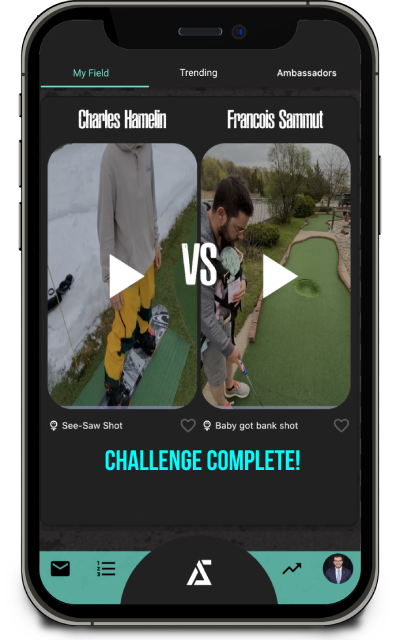 My Field Trending Ambassadors
Charles Hamelin Francois Sammut
VS
See-Saw Shot Baby got bank shot
CHALLENGE COMPLETE!